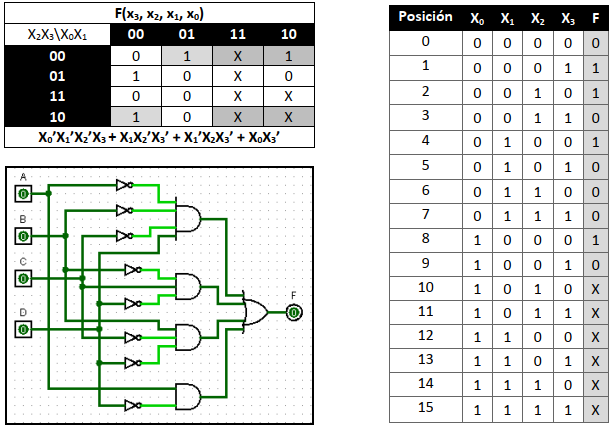 F(x₃, x₂, x₁, x₀)
X₂X₃\X₀X₁ 00 01 11 10
00 0 1 X 1
01 1 0 X 0
11 0 0 X X
10 1 0 X X
X₀'X₁'X₂'X₃ + X₁X₂'X₃' + X₁'X₂X₃' + X₀X₃'
A
0
B
0
C
0
D
0
F
0
Posición X₀ X₁ X₂ X₃ F
0 0 0 0 0 0
1 0 0 0 1 1
2 0 0 1 0 1
3 0 0 1 1 0
4 0 1 0 0 1
5 0 1 0 1 0
6 0 1 1 0 0
7 0 1 1 1 0
8 1 0 0 0 1
9 1 0 0 1 0
10 1 0 1 0 X
11 1 0 1 1 X
12 1 1 0 0 X
13 1 1 0 1 X
14 1 1 1 0 X
15 1 1 1 1 X